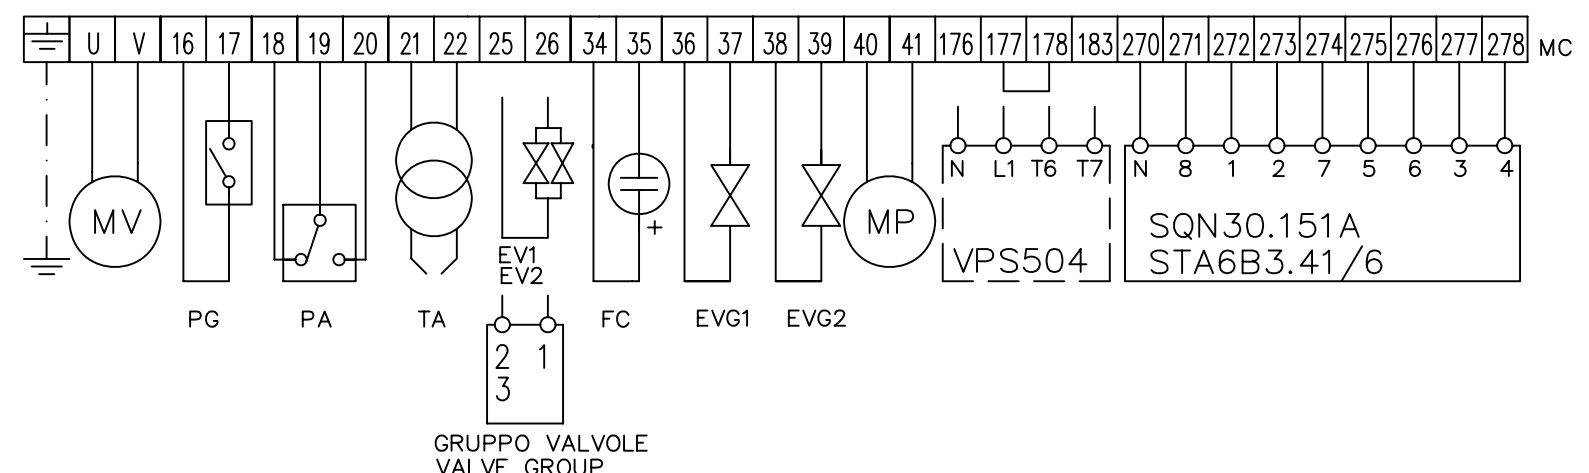 U V 16 17 18 19 20 21 22 25 26 34 35 36 37 38 39 40 41 176 177 178 183 270 271 272 273 274 275 276 277 278 MC
N L1 T6 T7 N 8 1 2 7 5 6 3 4
MV
MP
+
SQN30.151A
STA6B3.41/6
VPS504
EV1
EV2
PG PA TA FC EVG1 EVG2
2 1
3
GRUPPO VALVOLE
VALVE GROUP